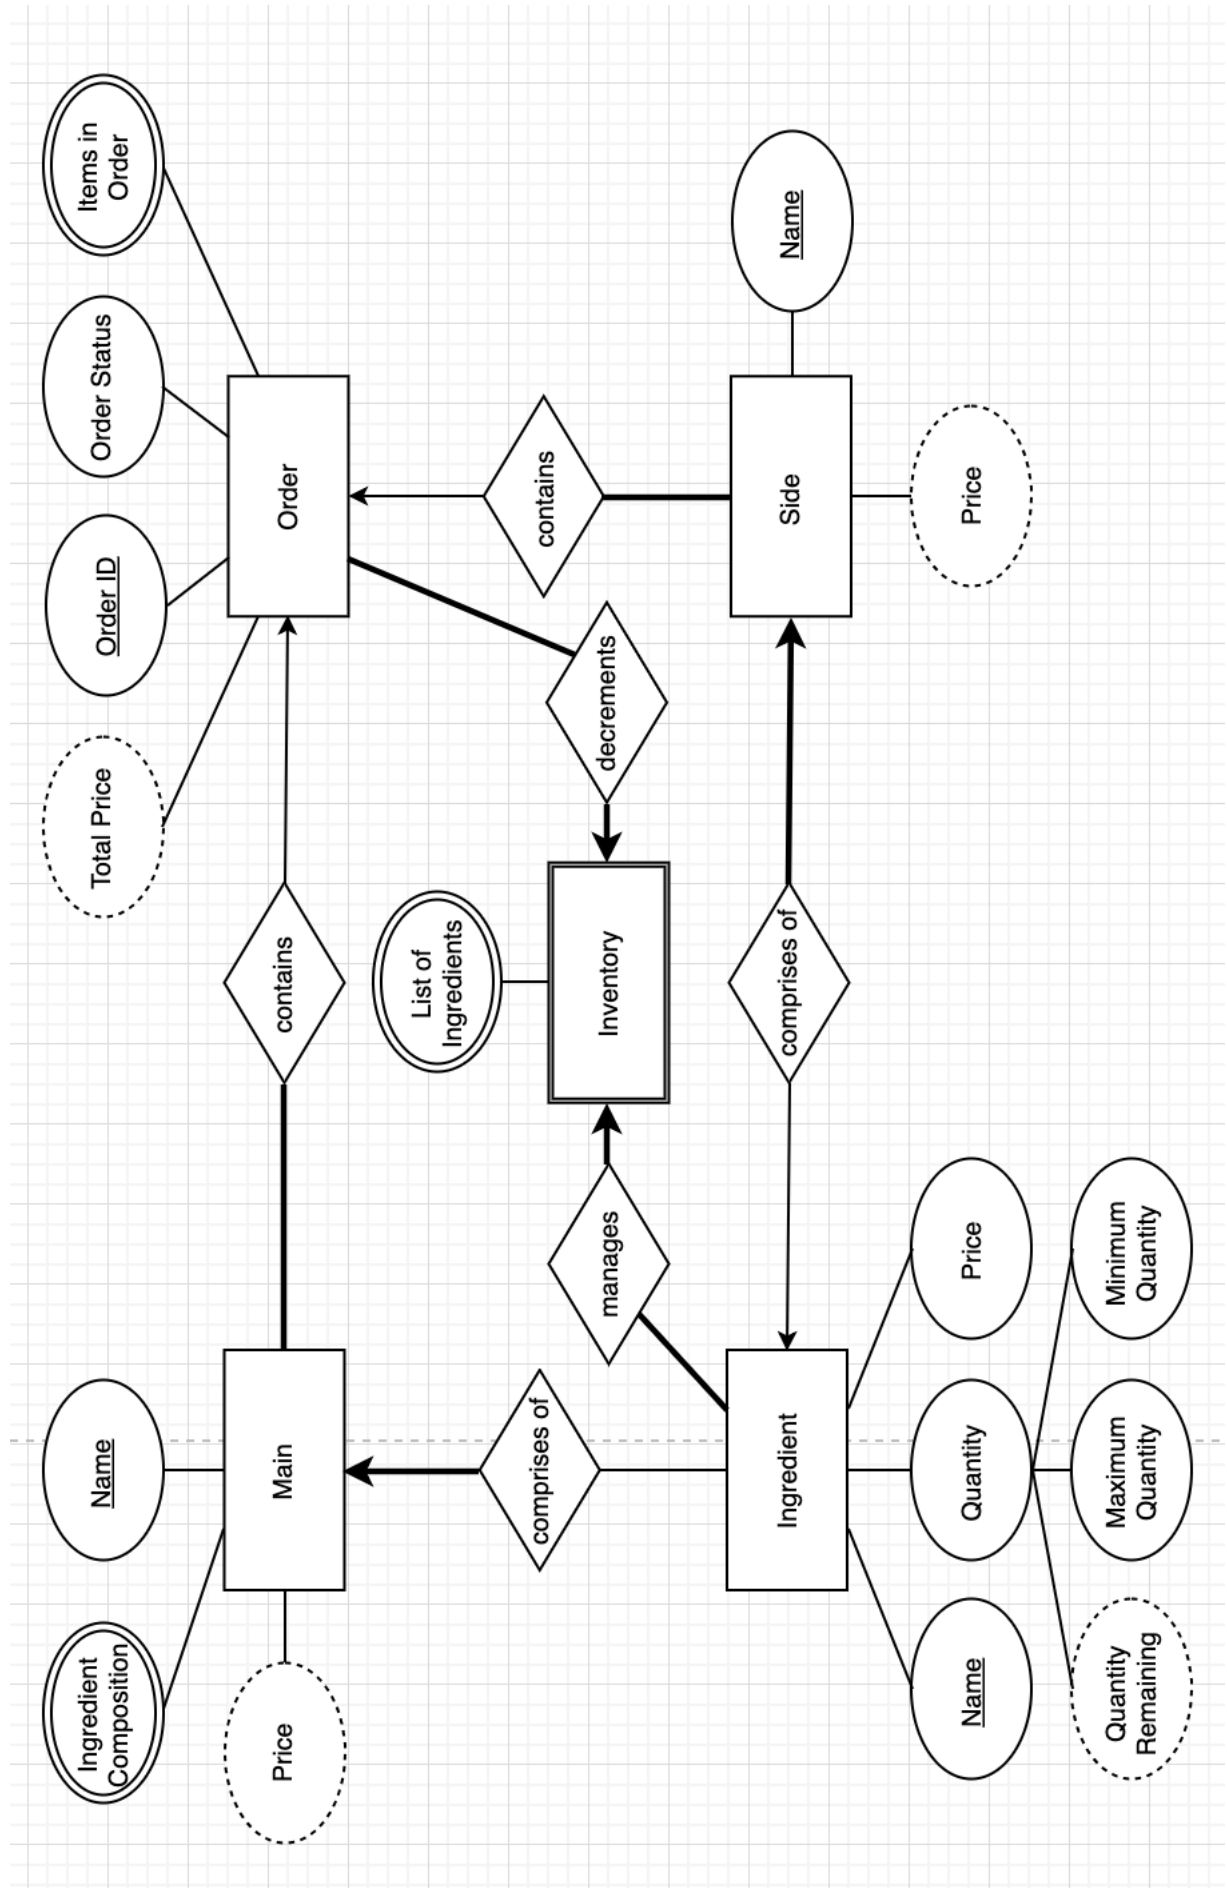 Ingredient
Composition
Name
Total Price
Order ID
Order Status
Items in
Order
Price
Main
contains
Order
List of
Ingredients
comprises of
contains
manages
Inventory
decrements
Ingredient
comprises of
Side
Name
Name
Quantity
Price
Price
Quantity
Remaining
Maximum
Quantity
Minimum
Quantity